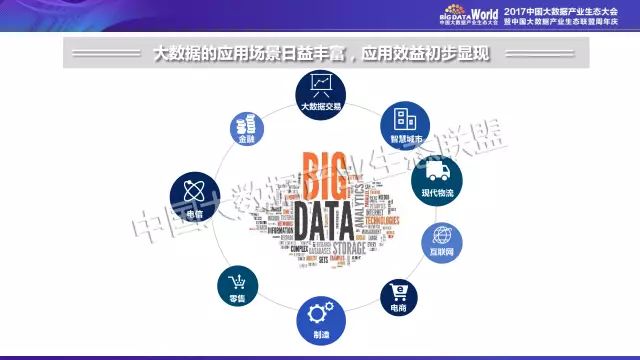 BIG DATA World
中国大数据产业生态大会
2017中国大数据产业生态大会
暨中国大数据产业生态联盟周年庆
大数据的应用场景日益丰富，应用效益初步显现
大数据交易
智慧城市
现代物流
互联网
电商
制造
零售
电信
金融
BIG
DATA
ANALYTICS
INTERNET
TECHNOLOGIES
INFORMATION
STORAGE
COMPLEX
DATABASES
SETS
中国大数据产业生态联盟